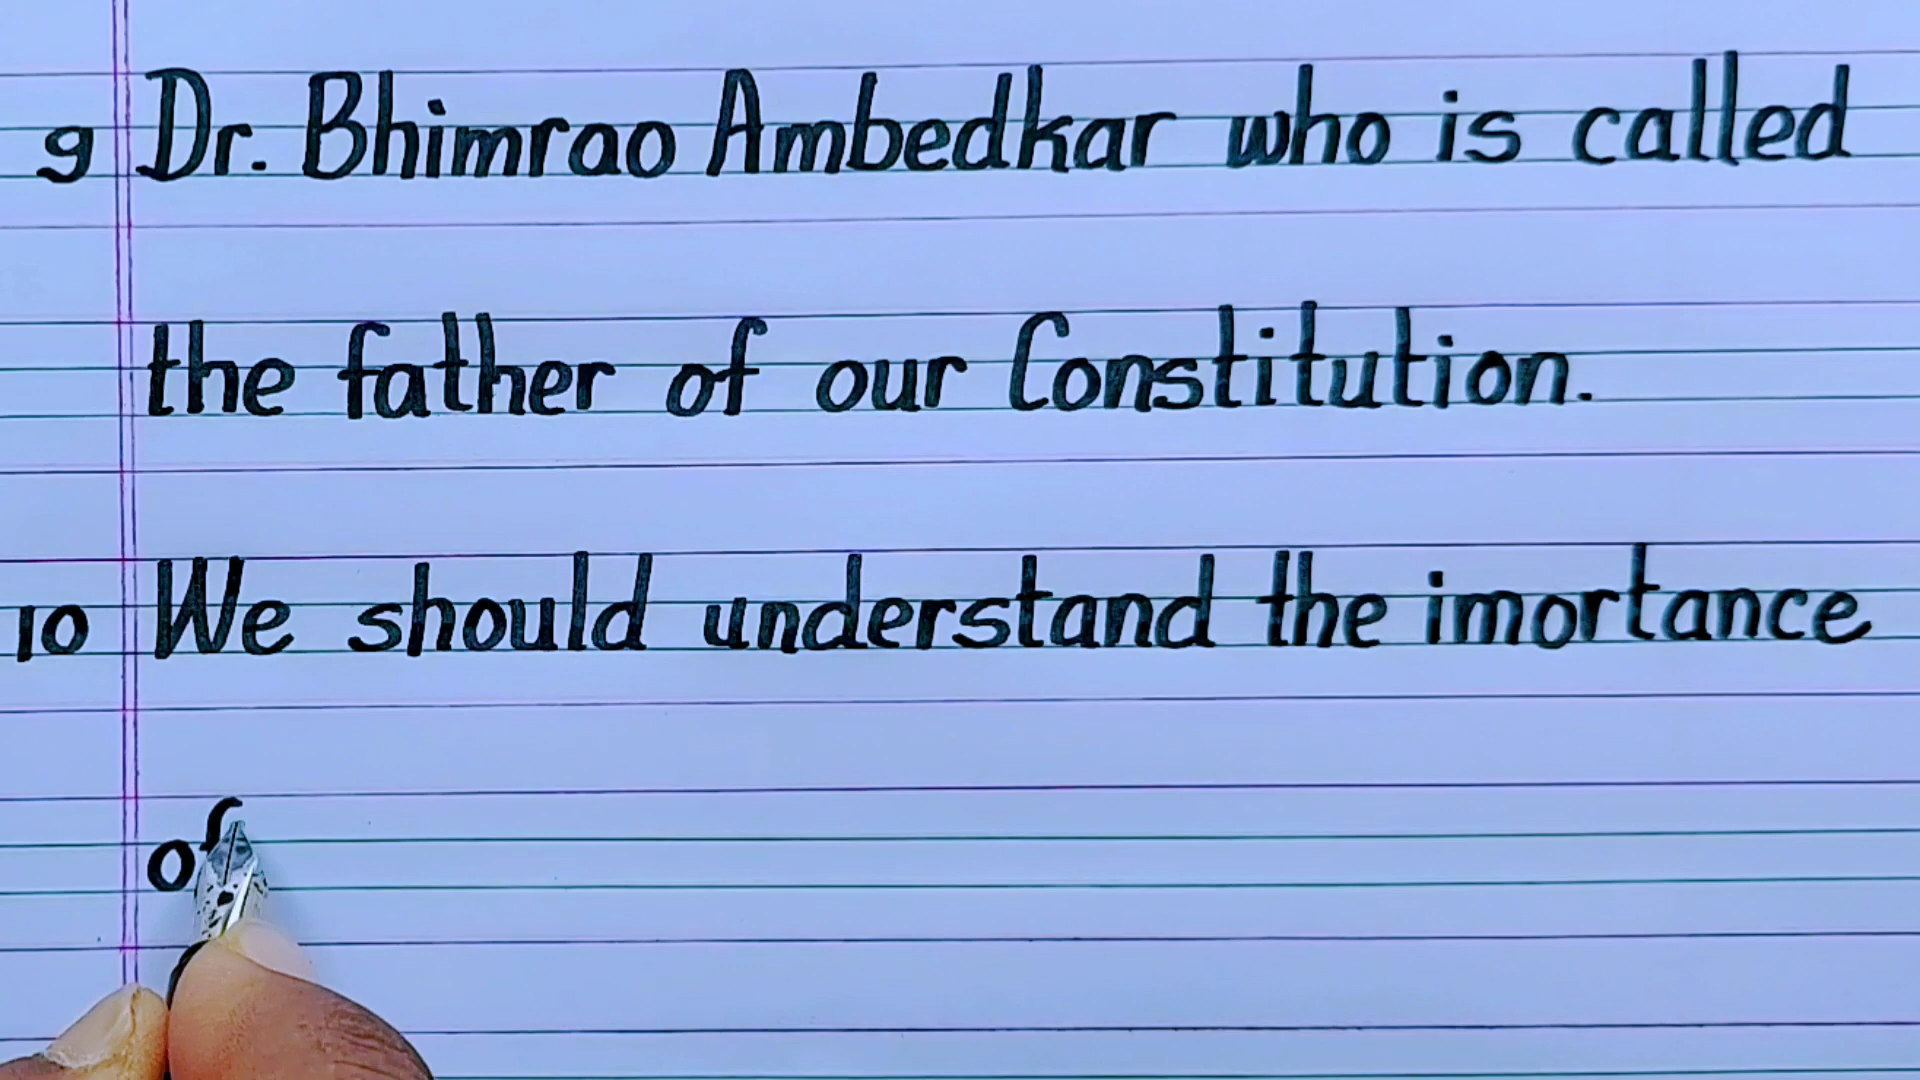 9 Dr. Bhimrao Ambedkar who is called
the father of our Constitution.
10 We should understand the imortance
of